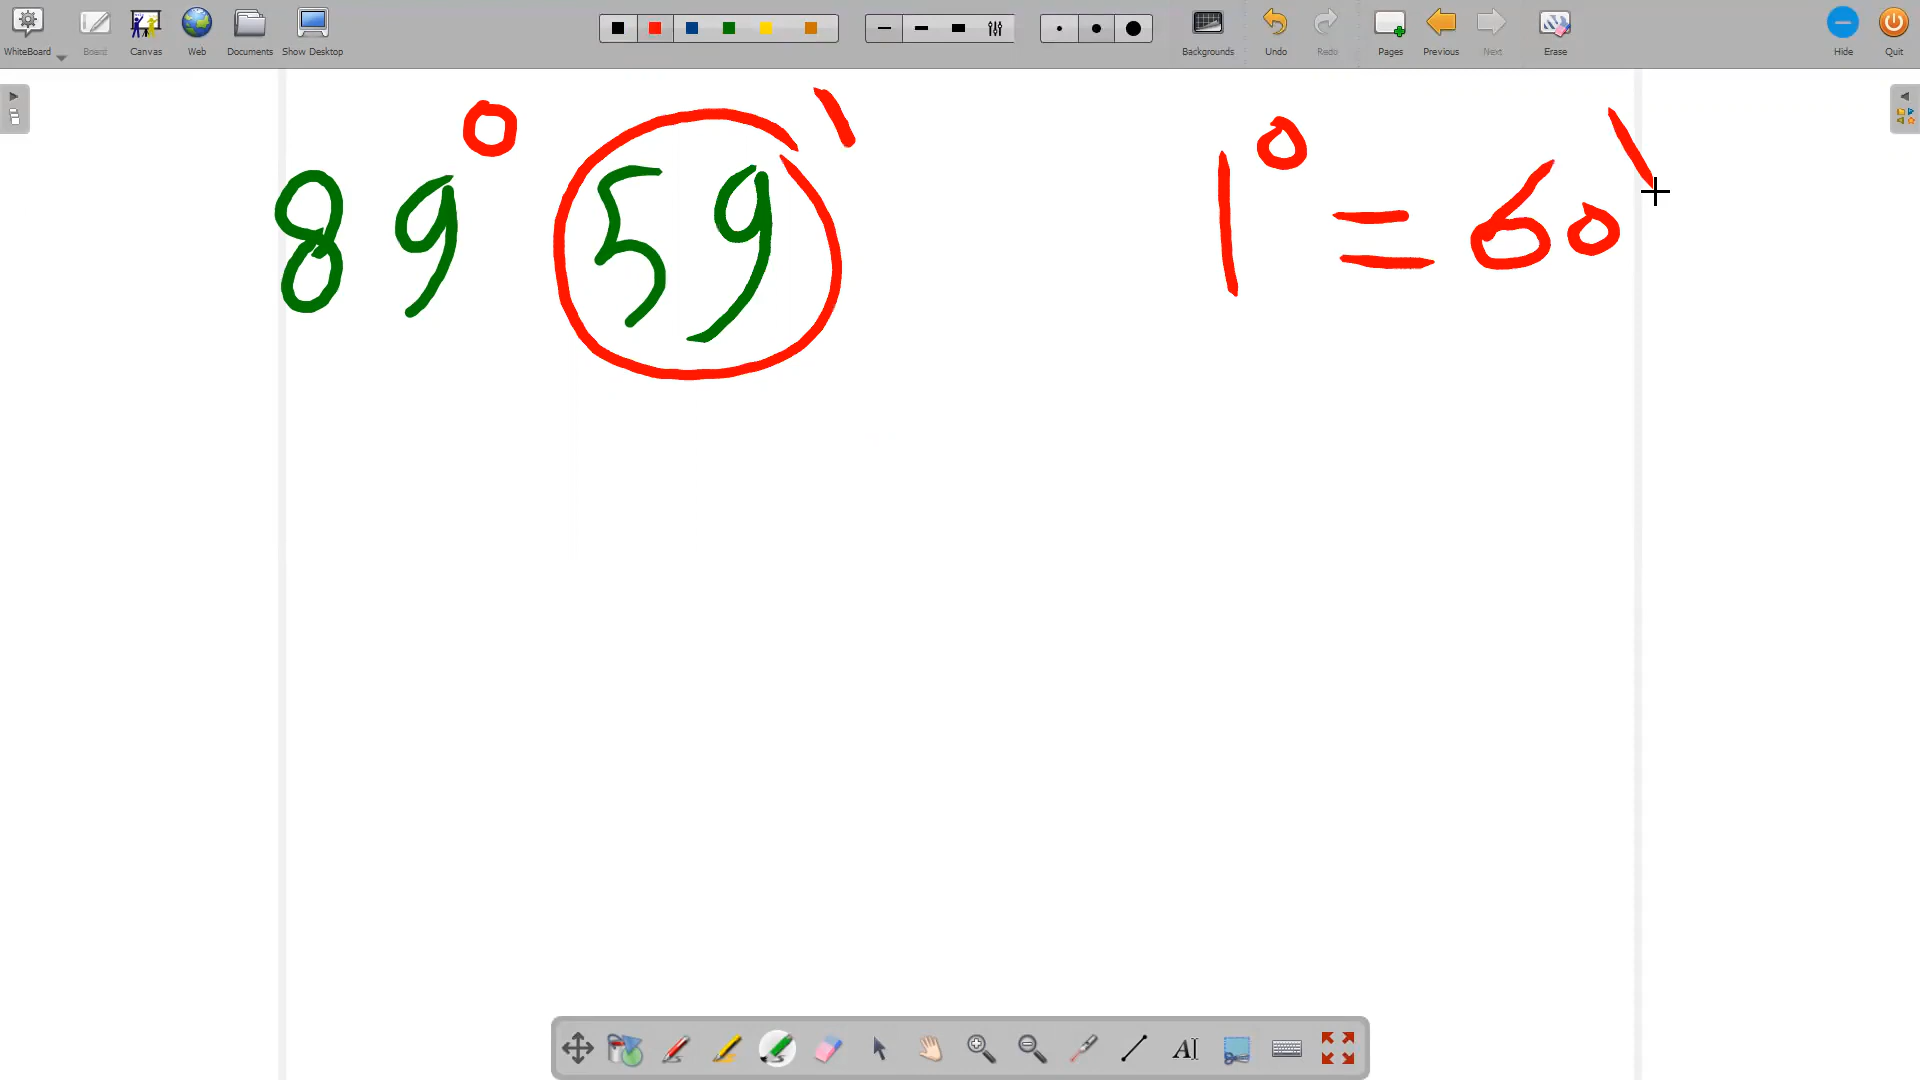 WhiteBoard Board Canvas Web Documents Show Desktop Backgrounds Undo Redo Pages Previous Next Erase Hide Quit
89° 59' 1° = 60'
AI